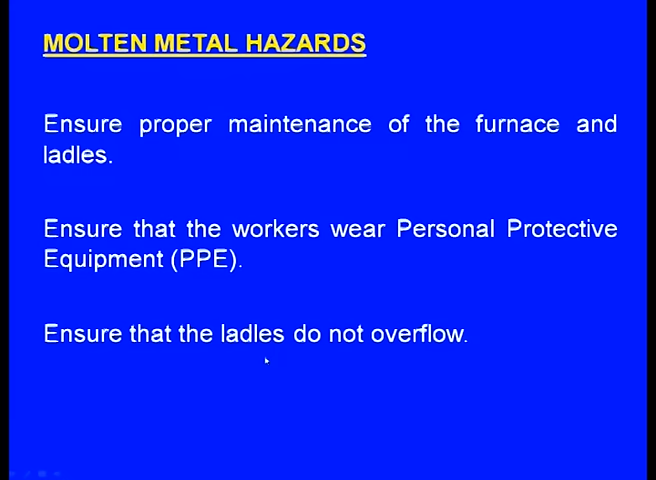 MOLTEN METAL HAZARDS
Ensure proper maintenance of the furnace and
ladles.
Ensure that the workers wear Personal Protective
Equipment (PPE).
Ensure that the ladles do not overflow.